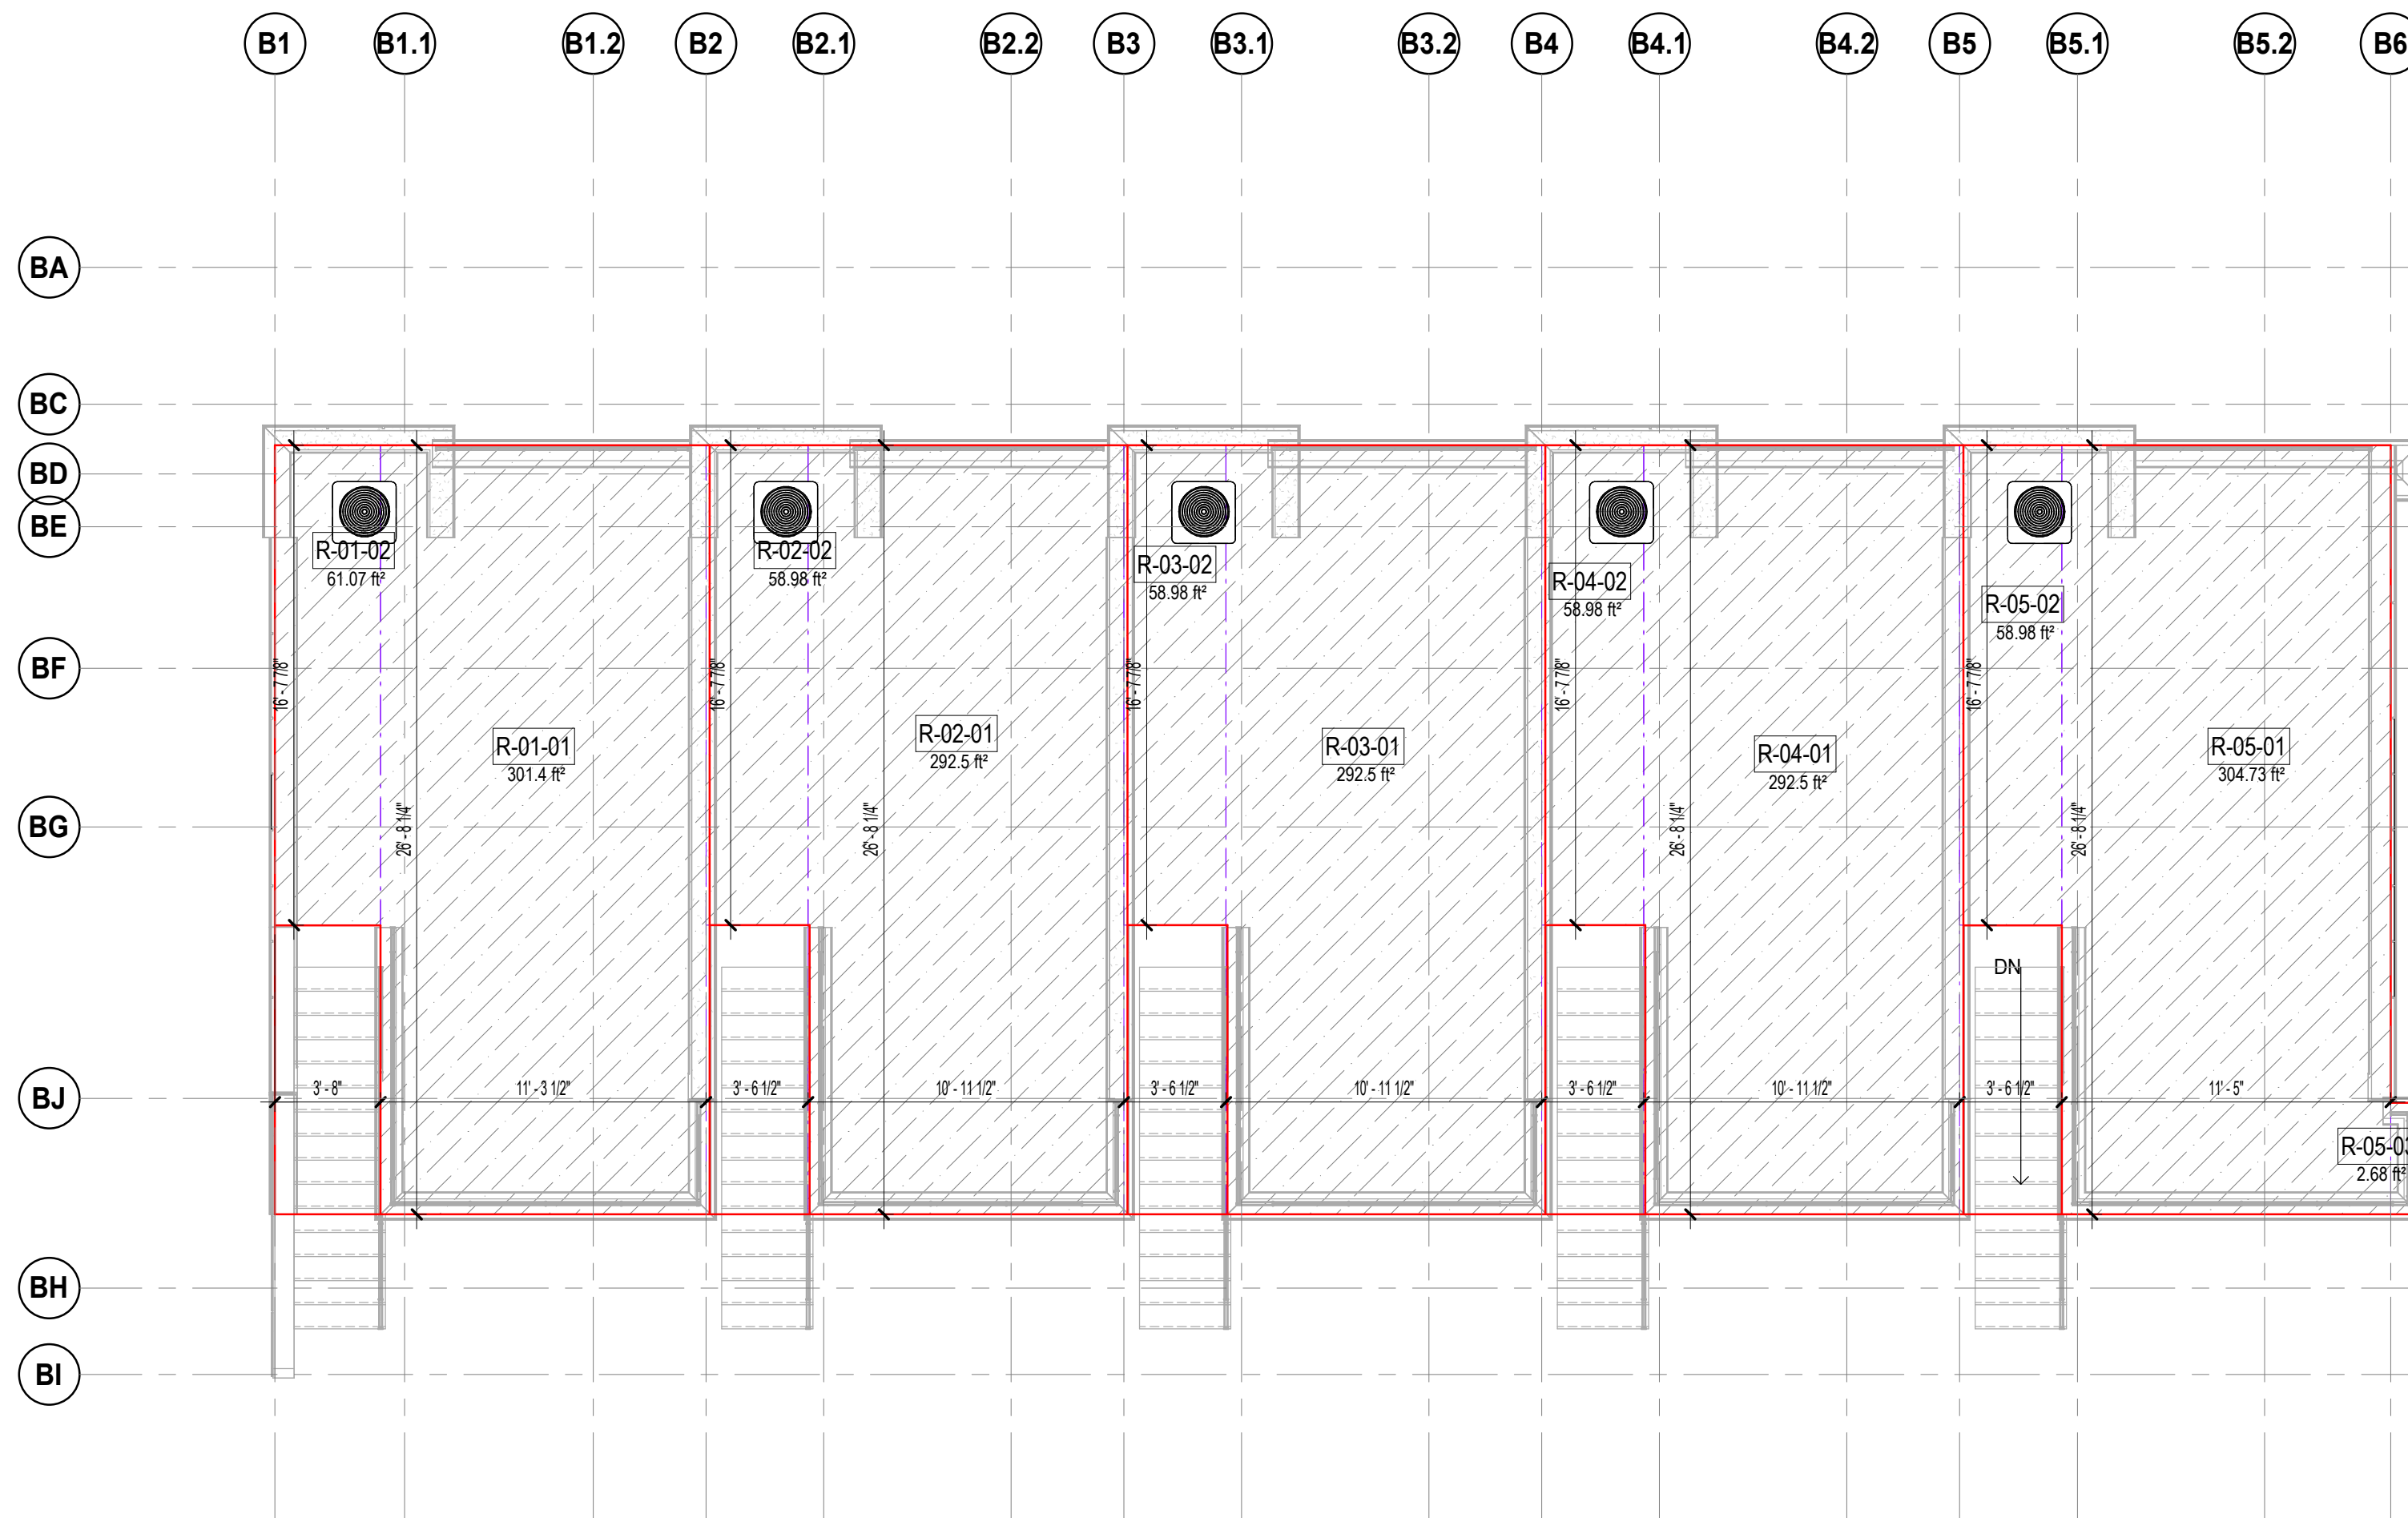 B1 B1.1 B1.2 B2 B2.1 B2.2 B3 B3.1 B3.2 B4 B4.1 B4.2 B5 B5.1 B5.2 B6
BA
BC
BD
BE
R-01-02
61.07 ft²
R-02-02
58.98 ft²
R-03-02
58.98 ft²
R-04-02
58.98 ft²
R-05-02
58.98 ft²
BF
16' - 7 7/8"
16' - 7 7/8"
16' - 7 7/8"
16' - 7 7/8"
16' - 7 7/8"
R-01-01
301.4 ft²
R-02-01
292.5 ft²
R-03-01
292.5 ft²
R-04-01
292.5 ft²
R-05-01
304.73 ft²
BG
26' - 8 1/4"
26' - 8 1/4"
26' - 8 1/4"
26' - 8 1/4"
DN
BJ
3' - 8" 11' - 3 1/2" 3' - 6 1/2" 10' - 11 1/2" 3' - 6 1/2" 10' - 11 1/2" 3' - 6 1/2" 10' - 11 1/2" 3' - 6 1/2" 11' - 5"
R-05-03
2.68 ft²
BH
BI